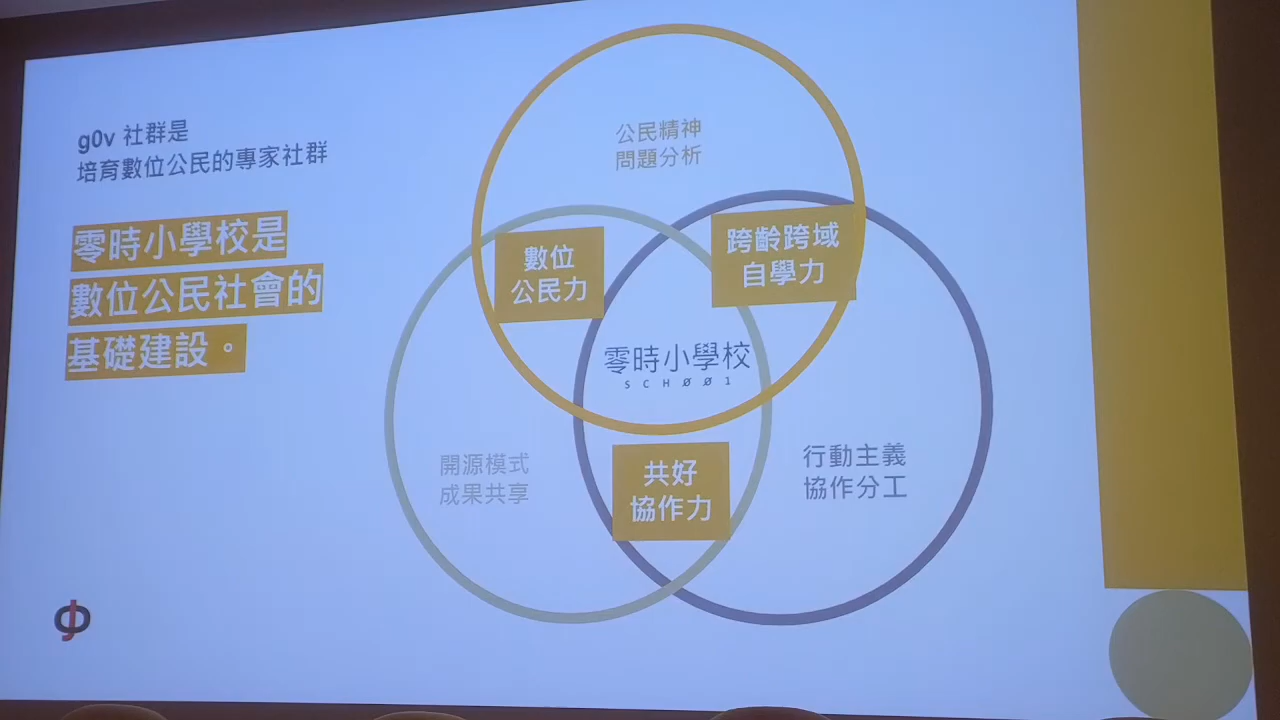 g0v 社群是
培育數位公民的專家社群
零時小學校是
數位公民社會的
基礎建設。
公民精神
問題分析
數位
公民力
跨齡跨域
自學力
零時小學校
SCHØØ1
開源模式
成果共享
共好
協作力
行動主義
協作分工